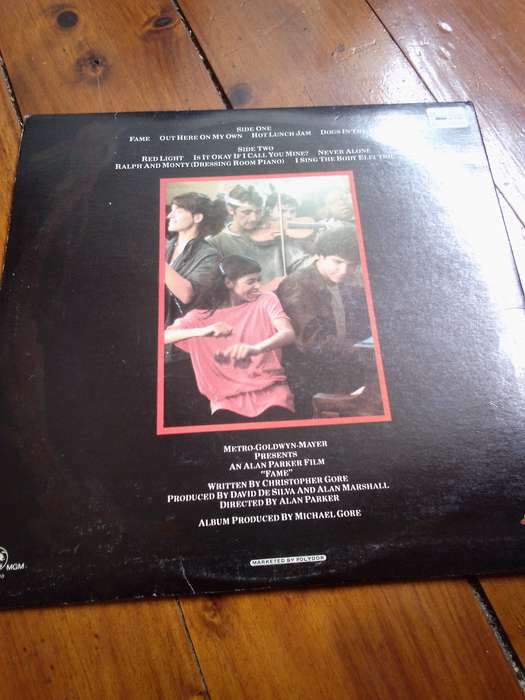 SIDE ONE
FAME OUT HERE ON MY OWN HOT LUNCH JAM DOGS IN
SIDE TWO
RED LIGHT IS IT OKAY IF I CALL YOU MINE? NEVER ALONE
RALPH AND MONTY (DRESSING ROOM PIANO) I SING THE BODY ELECTRIC
METRO-GOLDWYN-MAYER
PRESENTS
AN ALAN PARKER FILM
"FAME"
WRITTEN BY CHRISTOPHER GORE
PRODUCED BY DAVID DE SILVA AND ALAN MARSHALL
DIRECTED BY ALAN PARKER
ALBUM PRODUCED BY MICHAEL GORE
MGM
MARKETED BY POLYDOR